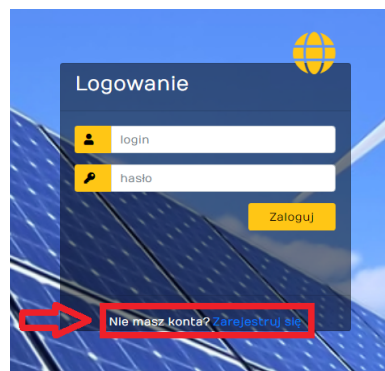 Logowanie
login
hasło
Zaloguj
Nie masz konta? Zarejestruj się